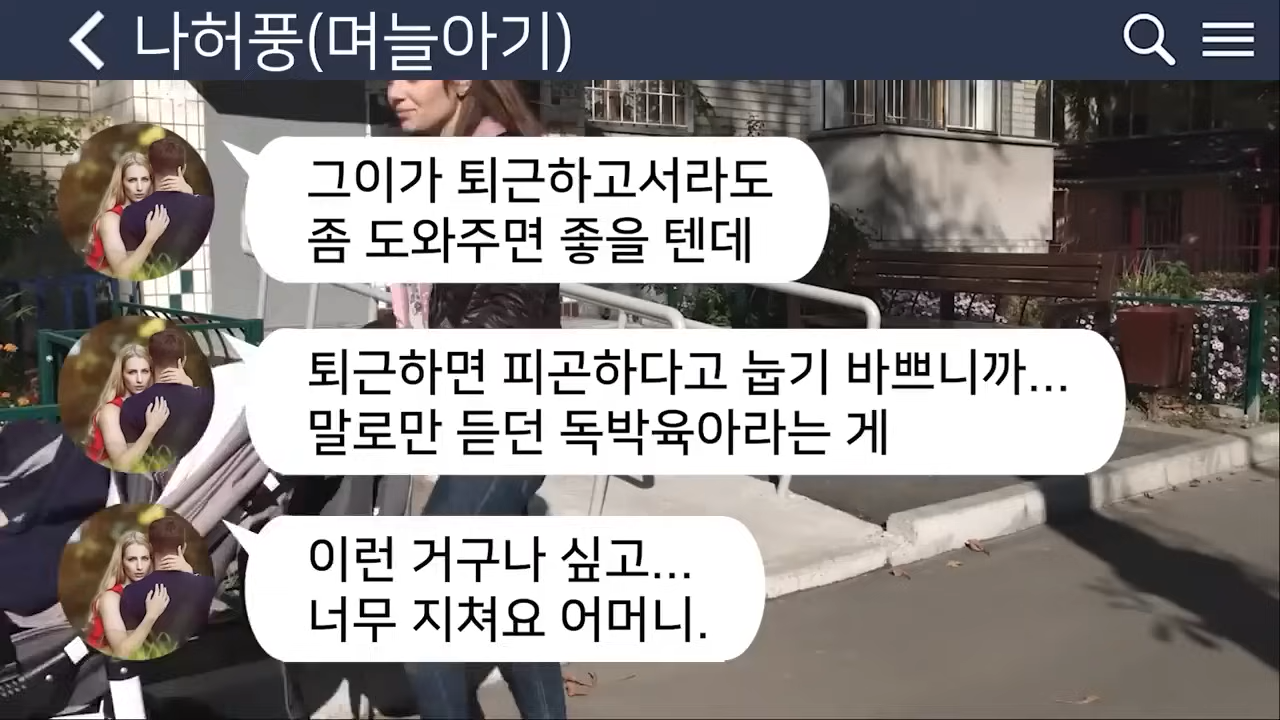 나허풍(며늘아기)
그이가 퇴근하고서라도
좀 도와주면 좋을 텐데
퇴근하면 피곤하다고 눕기 바쁘니까...
말로만 듣던 독박육아라는 게
이런 거구나 싶고...
너무 지쳐요 어머니.